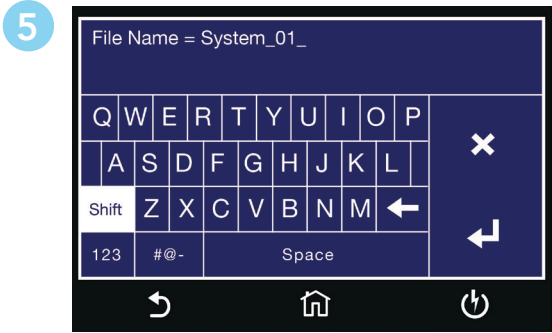 5
File Name = System_01_
Q W E R T Y U I O P
A S D F G H J K L
Shift Z X C V B N M
123 #@- Space